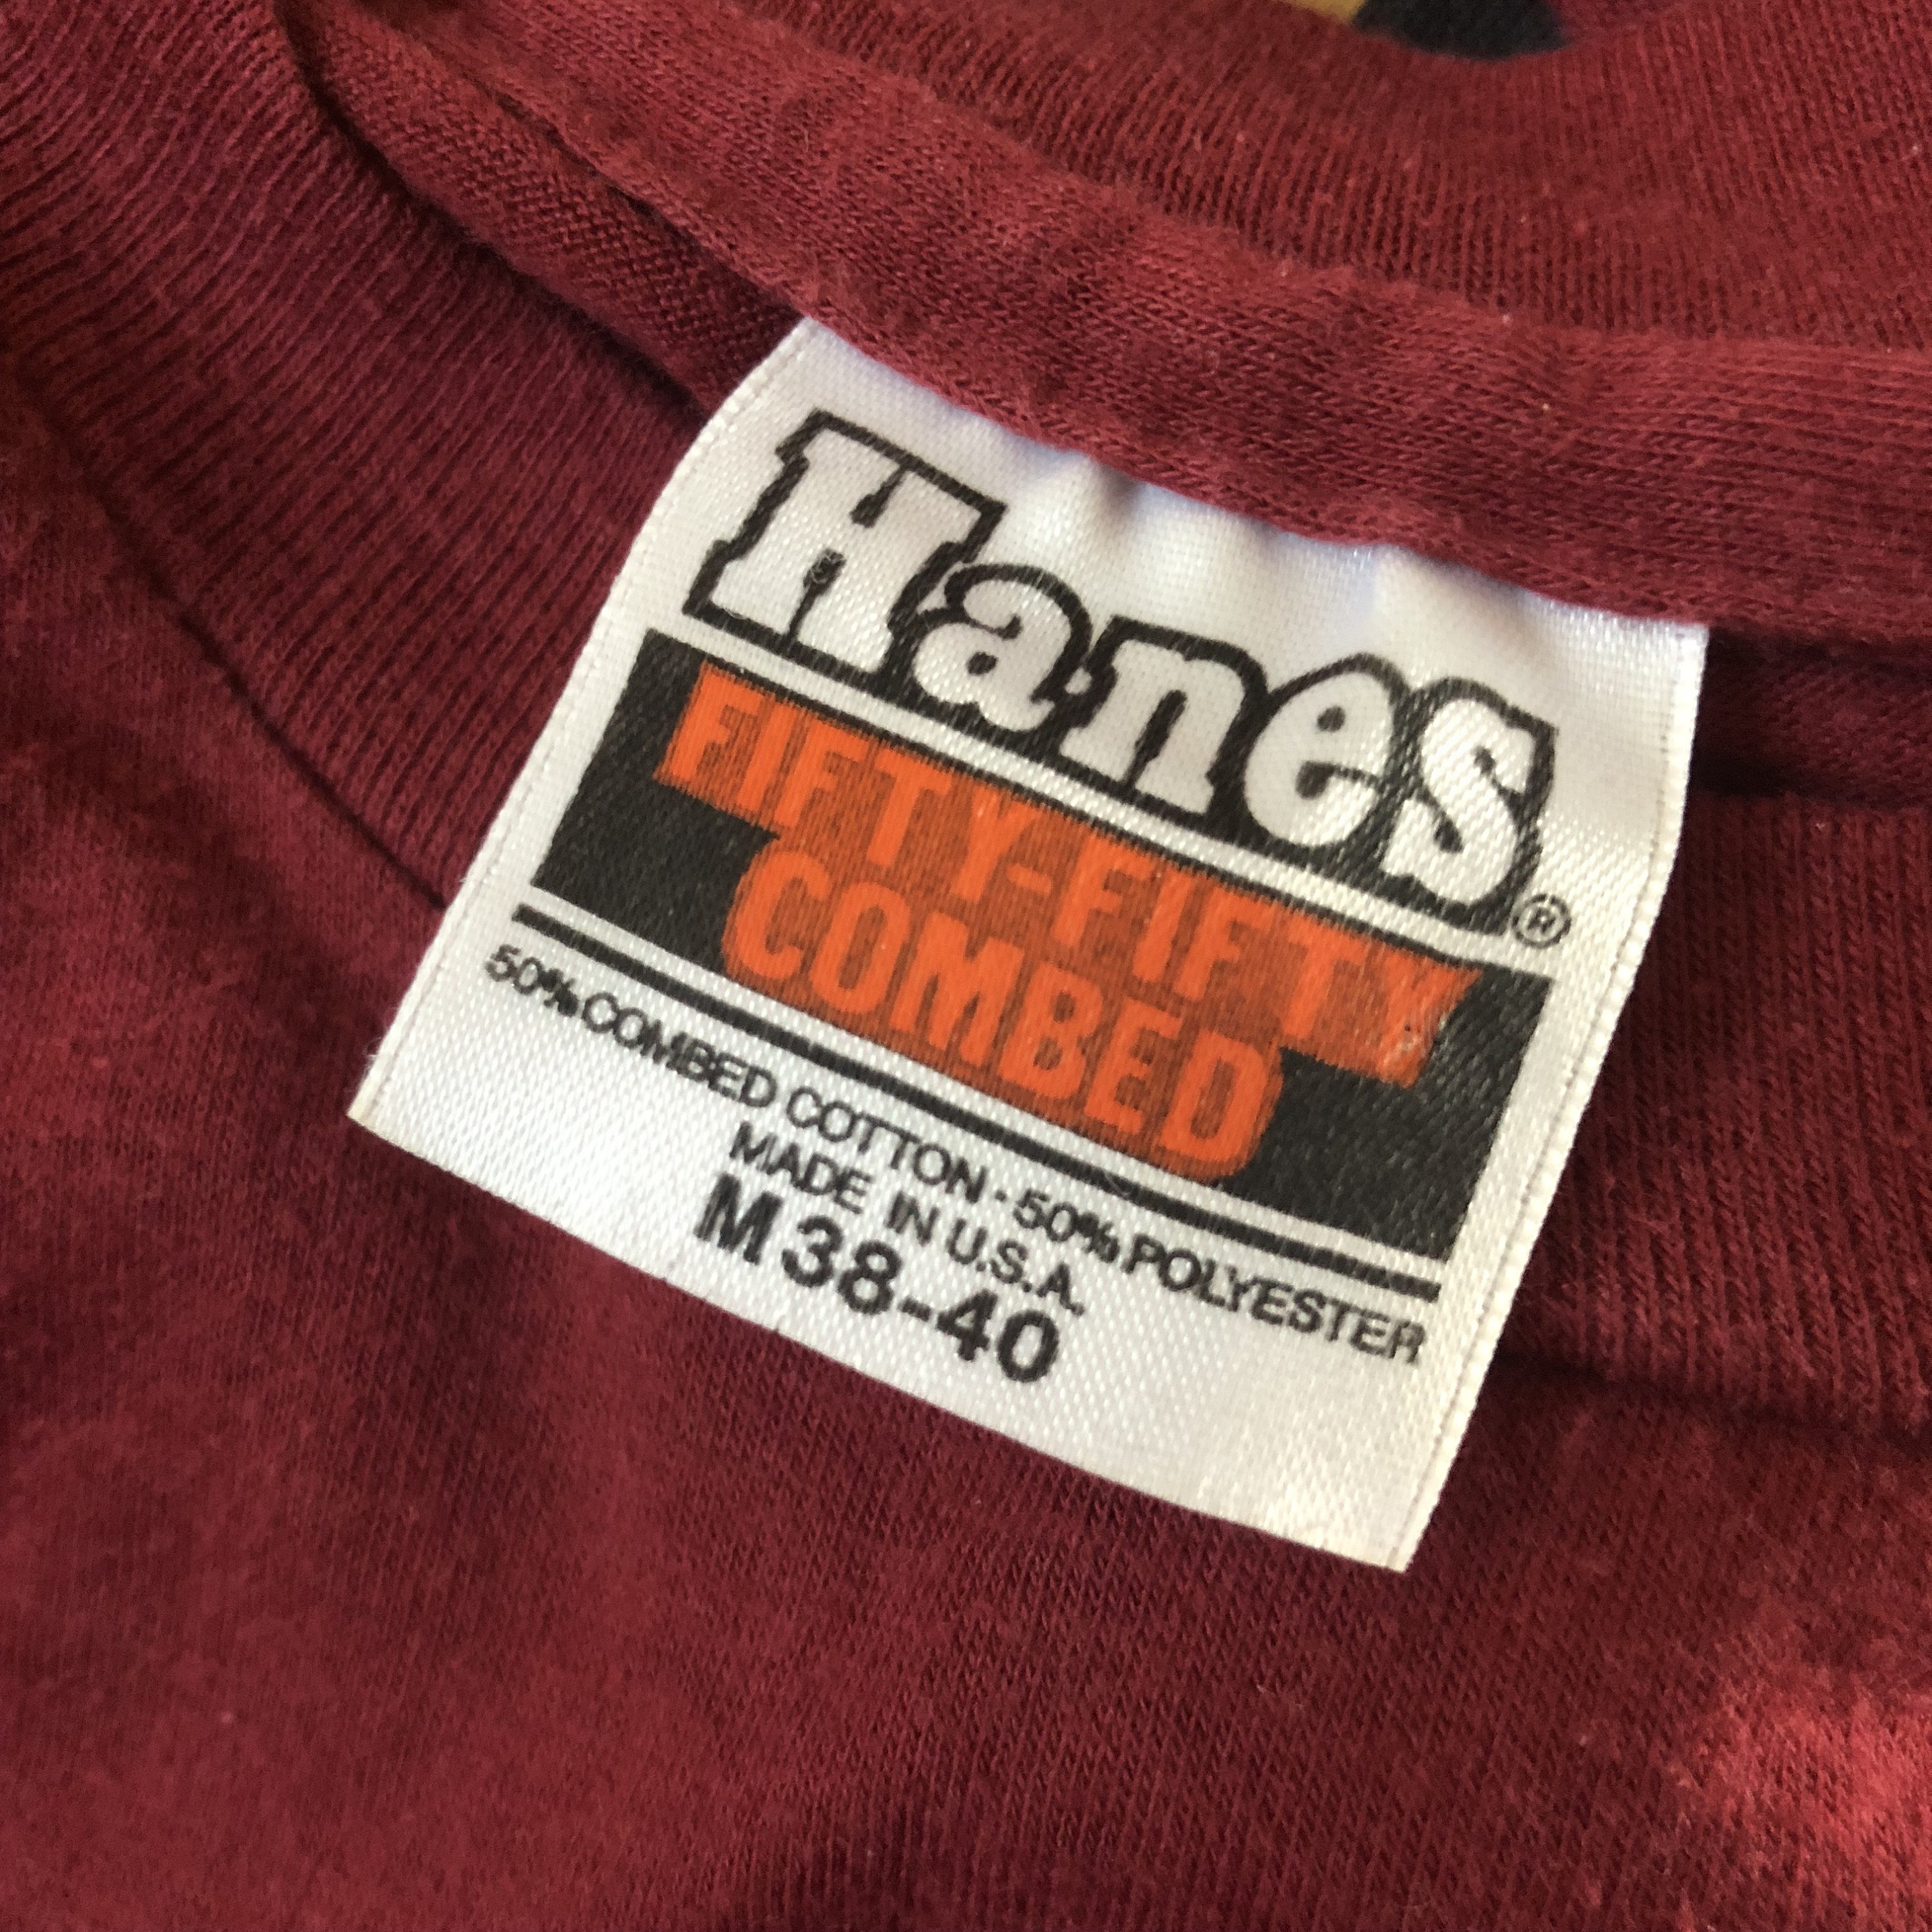 Hanes®
FIFTY-FIFTY
COMBED
50% COMBED COTTON · 50% POLYESTER
MADE IN U.S.A.
M 38-40